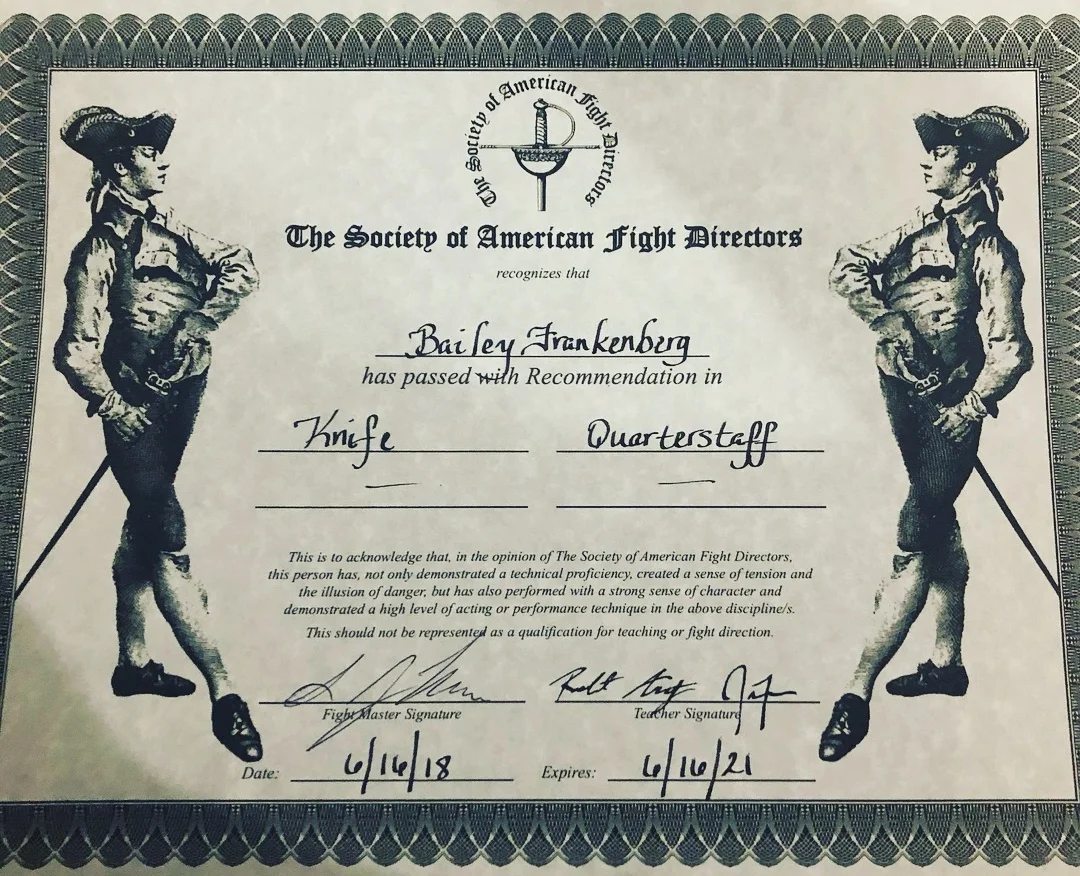 The Society of American Fight Directors
The Society of American Fight Directors
recognizes that
Bailey Frankenberg
has passed with Recommendation in
Knife Quarterstaff
This is to acknowledge that, in the opinion of The Society of American Fight Directors,
this person has, not only demonstrated a technical proficiency, created a sense of tension and
the illusion of danger, but has also performed with a strong sense of character and
demonstrated a high level of acting or performance technique in the above discipline/s.
This should not be represented as a qualification for teaching or fight direction.
Fight Master Signature Teacher Signature
Date: 6/16/18 Expires: 6/16/21